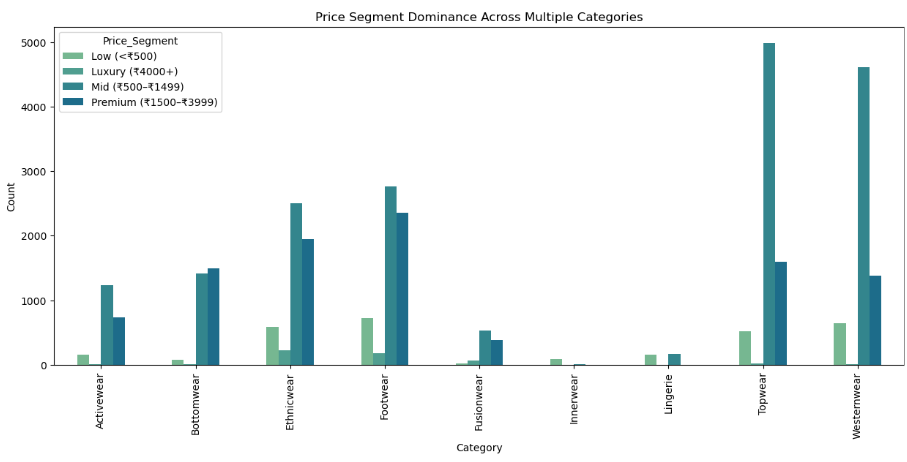 Price Segment Dominance Across Multiple Categories
Price_Segment
Low (<₹500)
Luxury (₹4000+)
Mid (₹500–₹1499)
Premium (₹1500–₹3999)
Count
5000
4000
3000
2000
1000
0
Activewear
Bottomwear
Ethnicwear
Footwear
Fusionwear
Innerwear
Lingerie
Topwear
Westernwear
Category